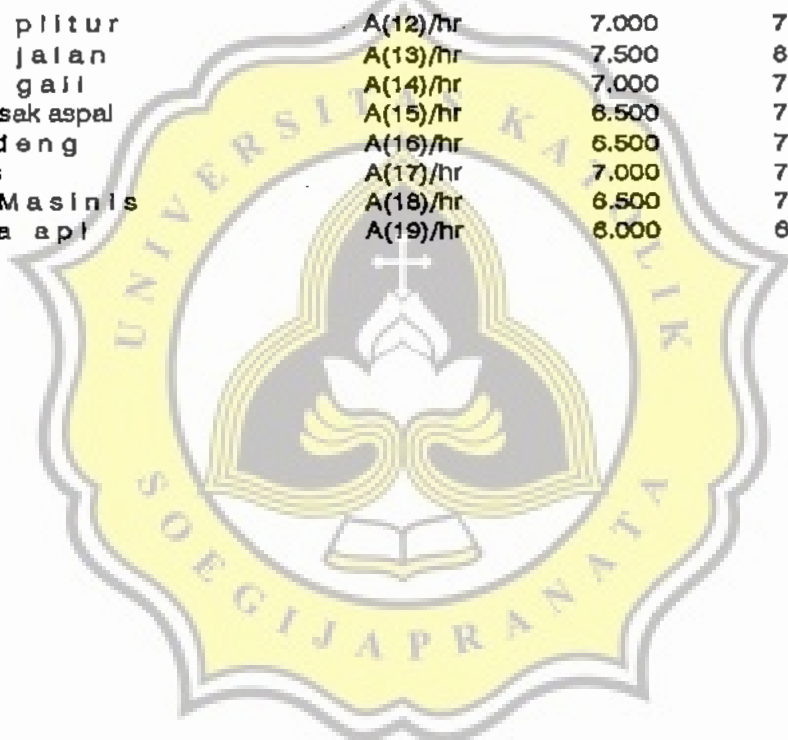 plitur A(12)/hr 7.000 7
jalan A(13)/hr 7.500 8
gali A(14)/hr 7.000 7
sak aspal A(15)/hr 6.500 7
deng A(16)/hr 6.500 7
s A(17)/hr 7.000 7
Masinis A(18)/hr 6.500 7
a api A(19)/hr 6.000 6
UNIVERSITAS KATOLIK
SOEGIJAPRANATA